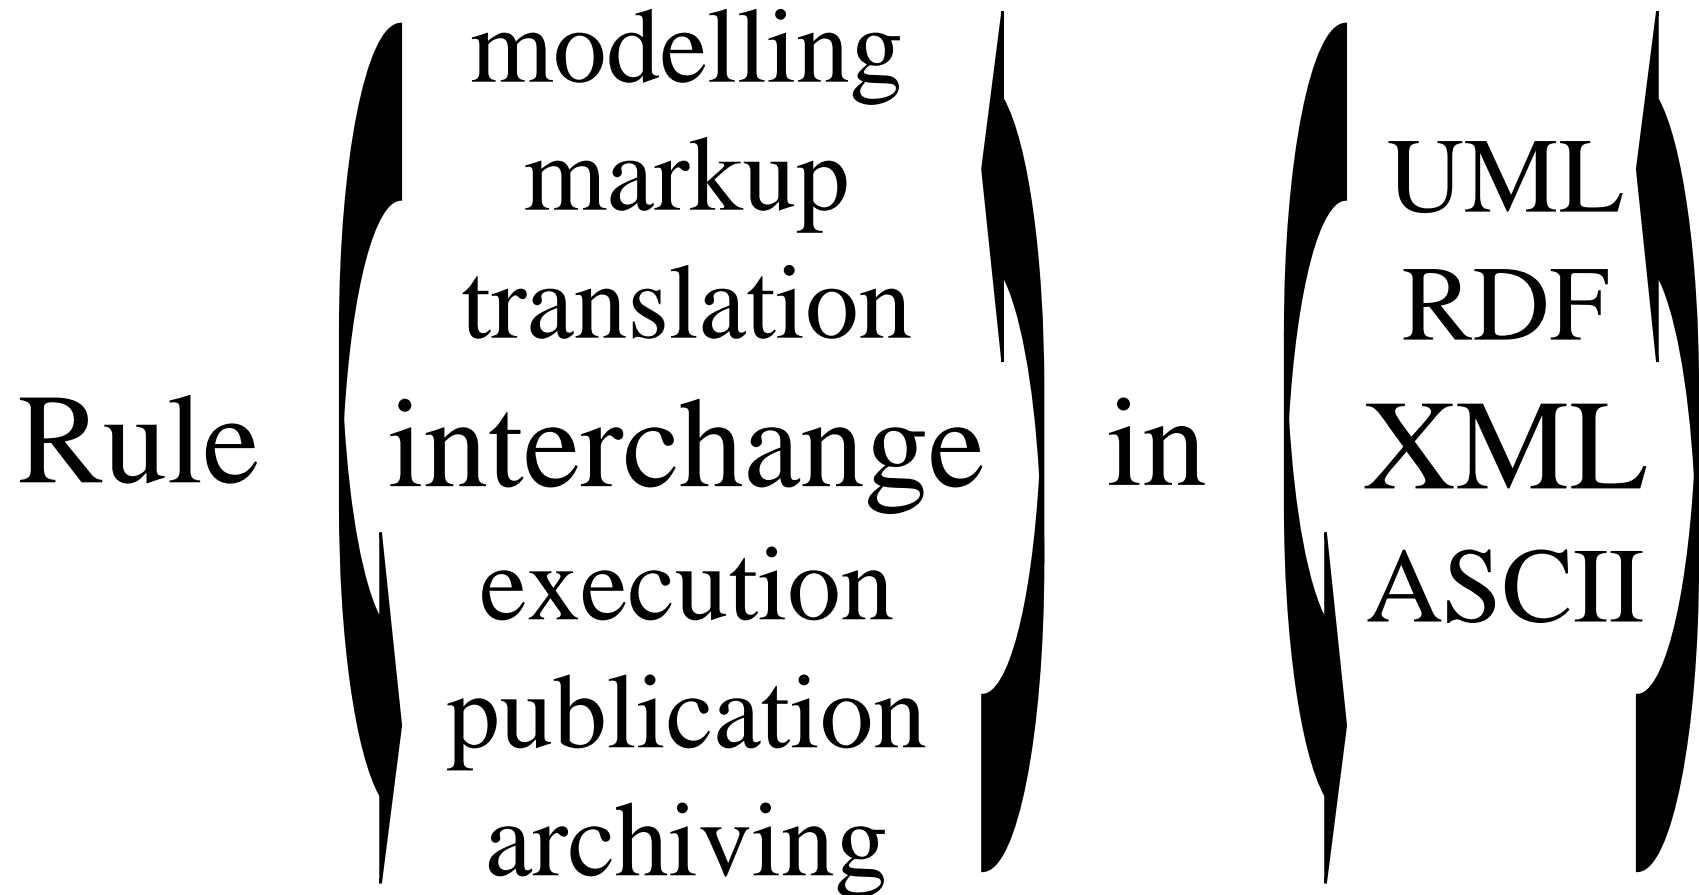 modelling
markup UML
translation RDF
Rule interchange in XML
execution ASCII
publication
archiving